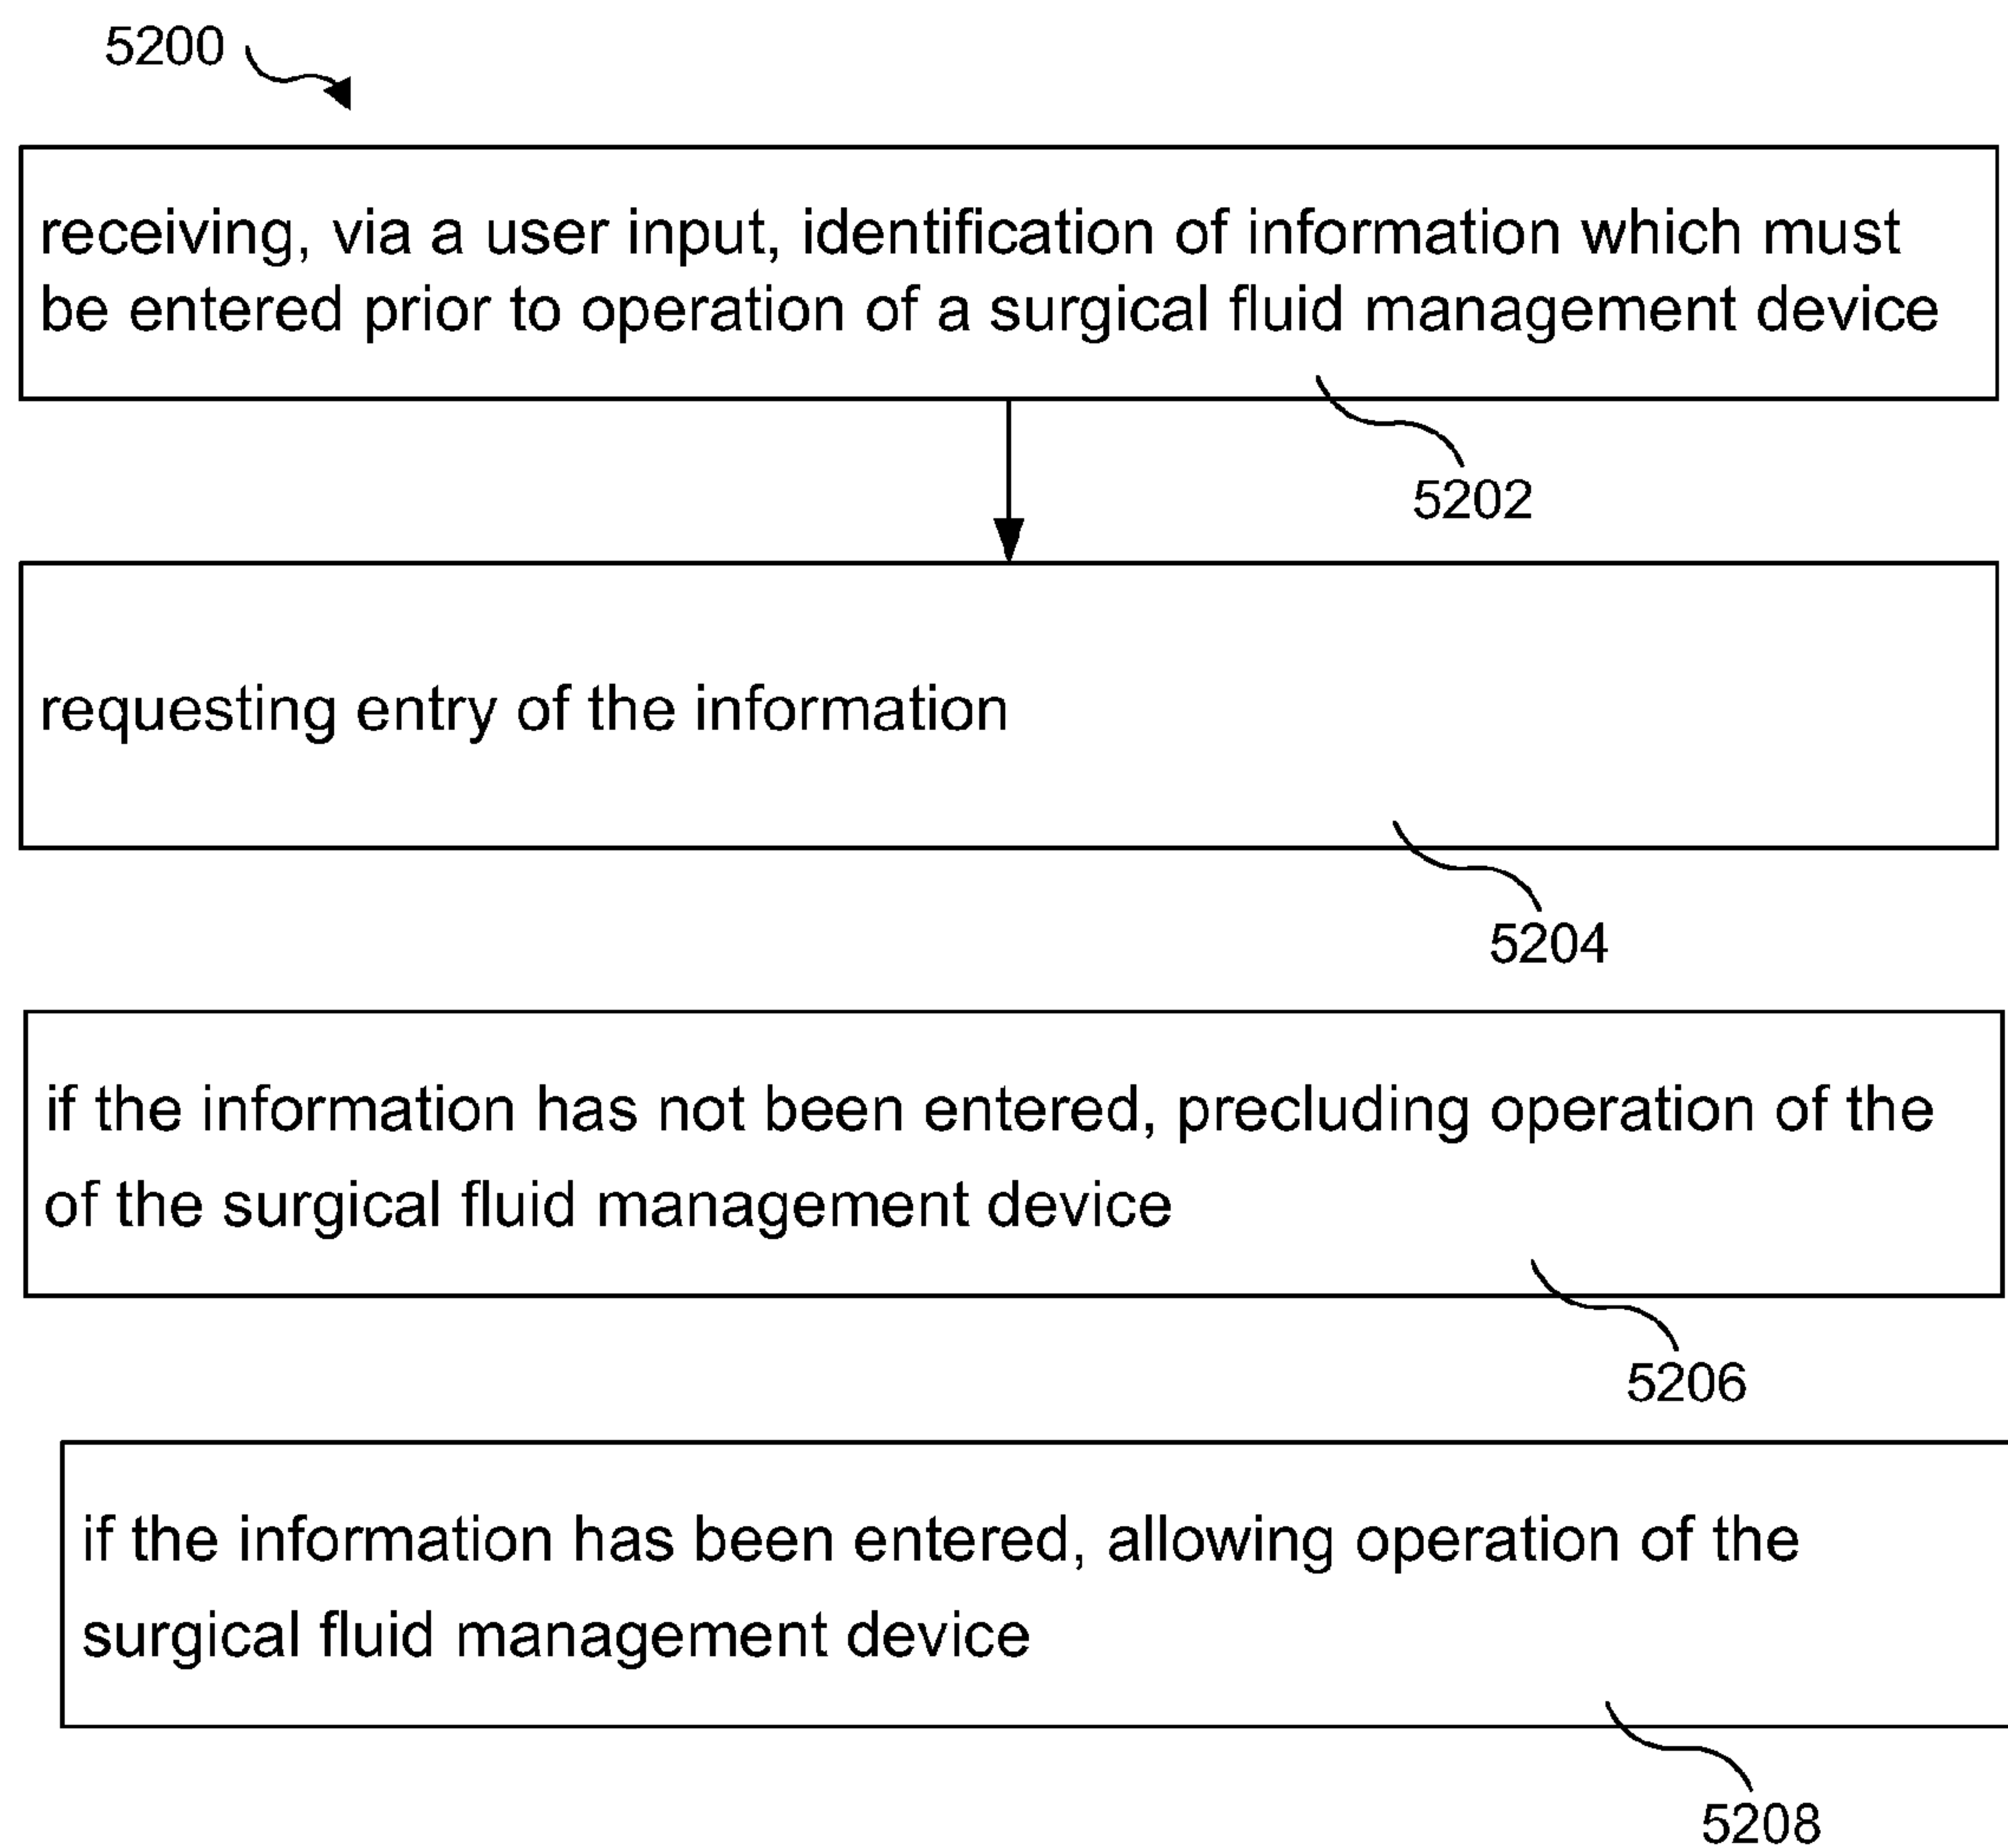 5200
receiving, via a user input, identification of information which must
be entered prior to operation of a surgical fluid management device
5202
requesting entry of the information
5204
if the information has not been entered, precluding operation of the
of the surgical fluid management device
5206
if the information has been entered, allowing operation of the
surgical fluid management device
5208